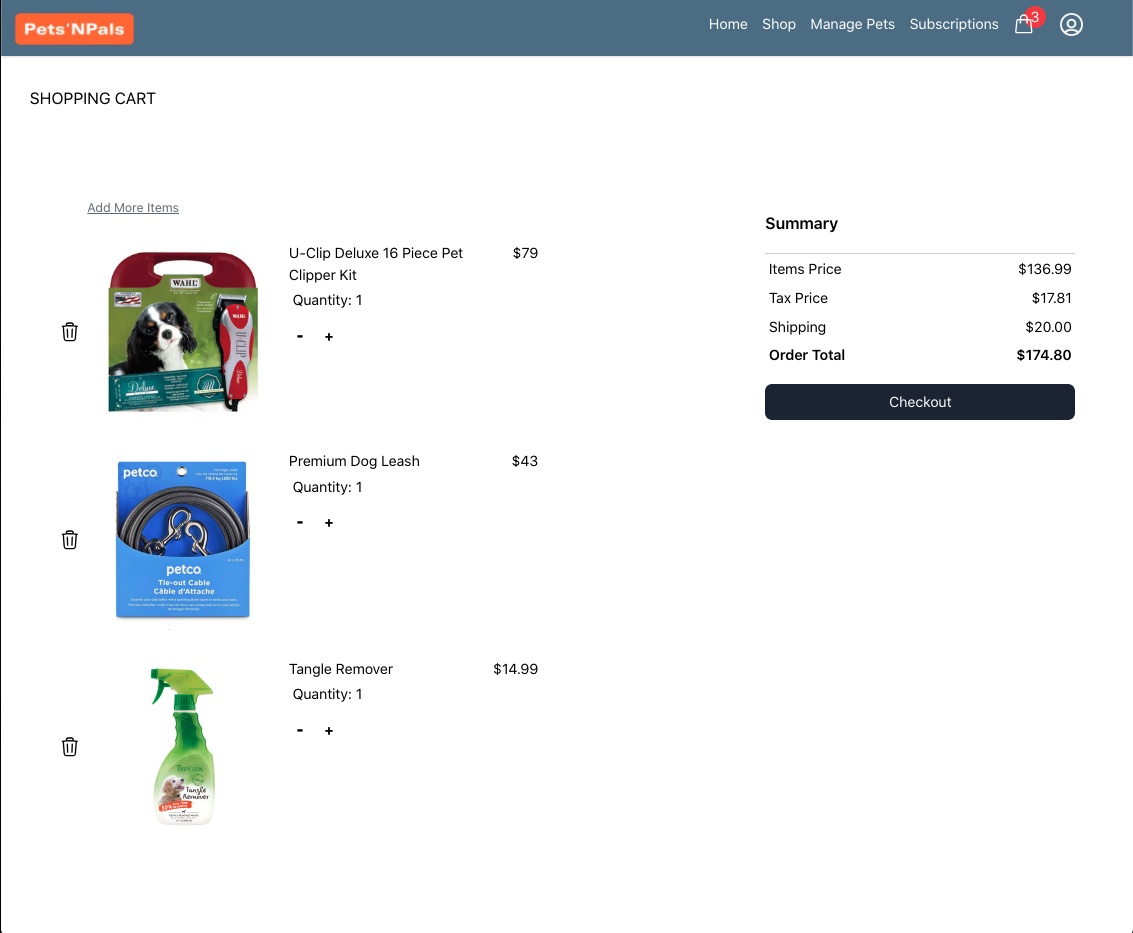 Pets'NPals
Home Shop Manage Pets Subscriptions 3
SHOPPING CART
Add More Items
U-Clip Deluxe 16 Piece Pet
Clipper Kit
$79
Quantity: 1
- +
WAHL
WAHL
U-CLIP
Deluxe
Deluxe
Premium Dog Leash
$43
Quantity: 1
- +
petco
petco
Tie-out Cable
Câble d'Attache
Tangle Remover
$14.99
Quantity: 1
- +
Tangle
Remover
Summary
Items Price $136.99
Tax Price $17.81
Shipping $20.00
Order Total $174.80
Checkout